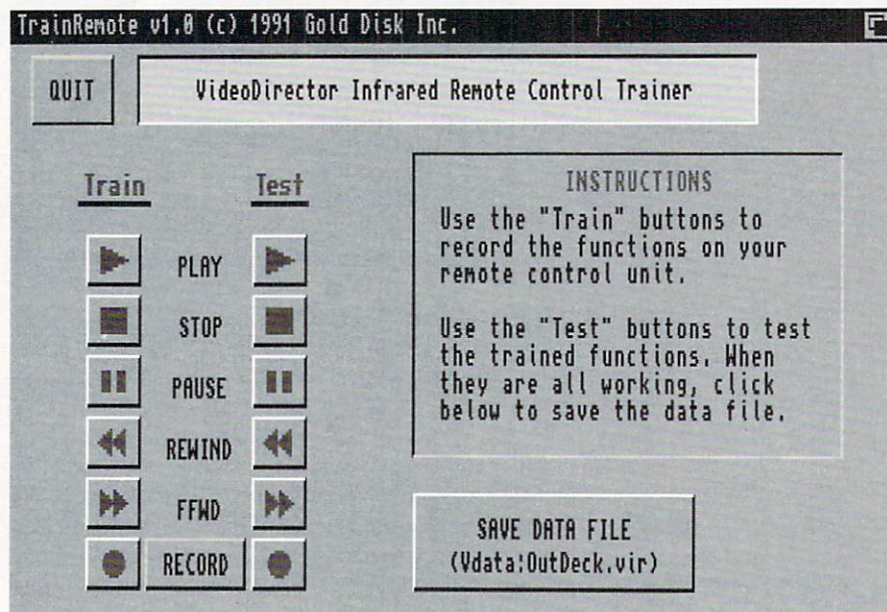 TrainRemote v1.0 (c) 1991 Gold Disk Inc.
QUIT
VideoDirector Infrared Remote Control Trainer
Train
Test
PLAY
STOP
PAUSE
REWIND
FFWD
RECORD
INSTRUCTIONS
Use the "Train" buttons to
record the functions on your
remote control unit.
Use the "Test" buttons to test
the trained functions. When
they are all working, click
below to save the data file.
SAVE DATA FILE
(Vdata:OutDeck.vir)